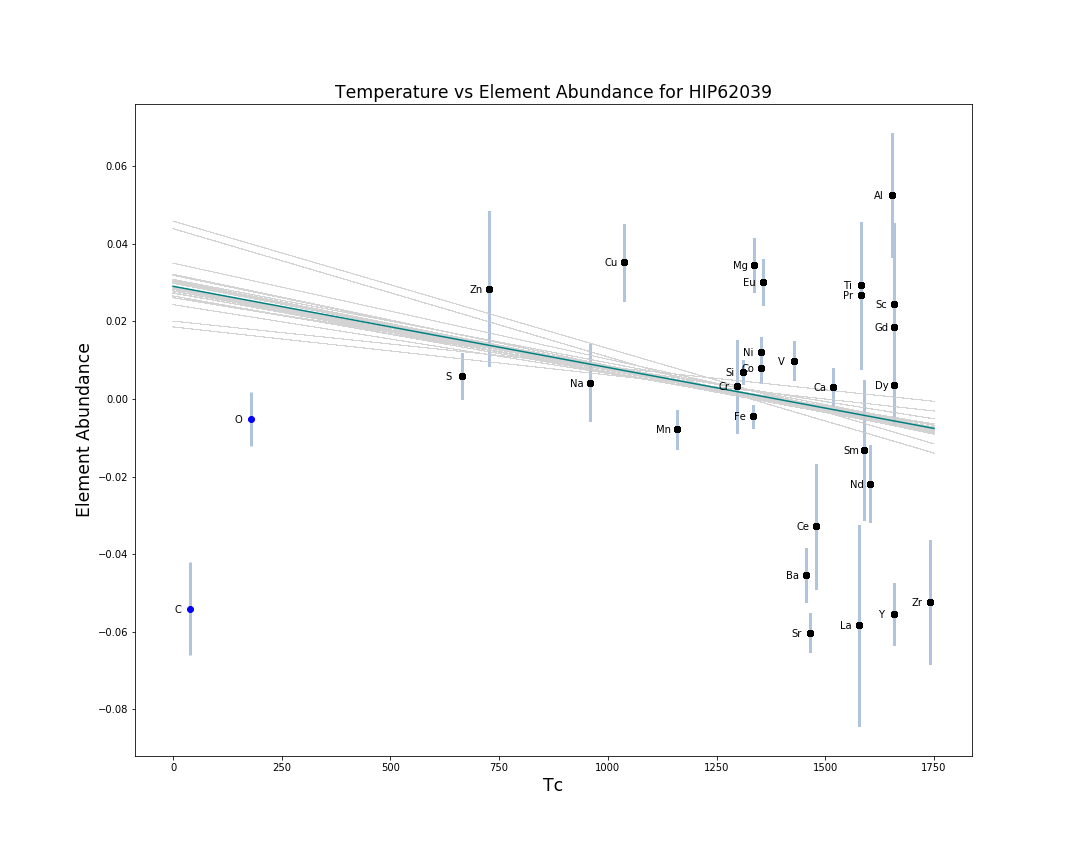 Temperature vs Element Abundance for HIP62039
Element Abundance
0.06
0.04
0.02
0.00
−0.02
−0.04
−0.06
−0.08
Al
Cu
Mg
Eu
Zn
Ti
Pr
Sc
Gd
Ni
V
Co
Si
S
Na
Cr
Ca
Dy
Fe
O
Mn
Sm
Nd
Ce
Ba
Zr
C
Y
La
Sr
0
250
500
750
1000
1250
1500
1750
Tc